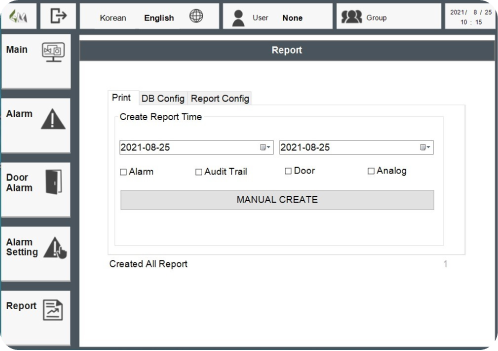 Korean English User None Group 2021/ 8 / 25
10 : 15
Main
Report
Print DB Config Report Config
Create Report Time
Alarm
2021-08-25 2021-08-25
Alarm Audit Trail Door Analog
Door
Alarm
MANUAL CREATE
Alarm
Setting
Created All Report 1
Report